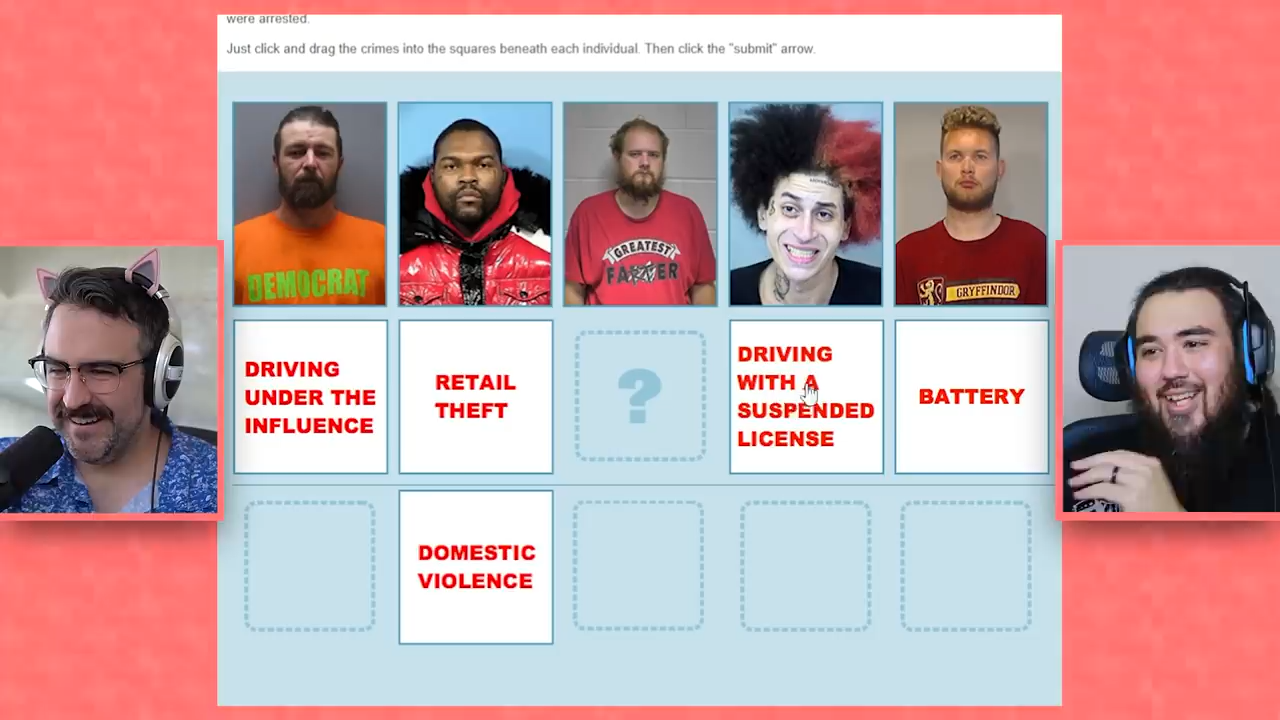 were arrested.
Just click and drag the crimes into the squares beneath each individual. Then click the "submit" arrow.
DEMOCRAT
GREATEST
FARTER
GRYFFINDOR
DRIVING
UNDER THE
INFLUENCE
RETAIL
THEFT
?
DRIVING
WITH A
SUSPENDED
LICENSE
BATTERY
DOMESTIC
VIOLENCE